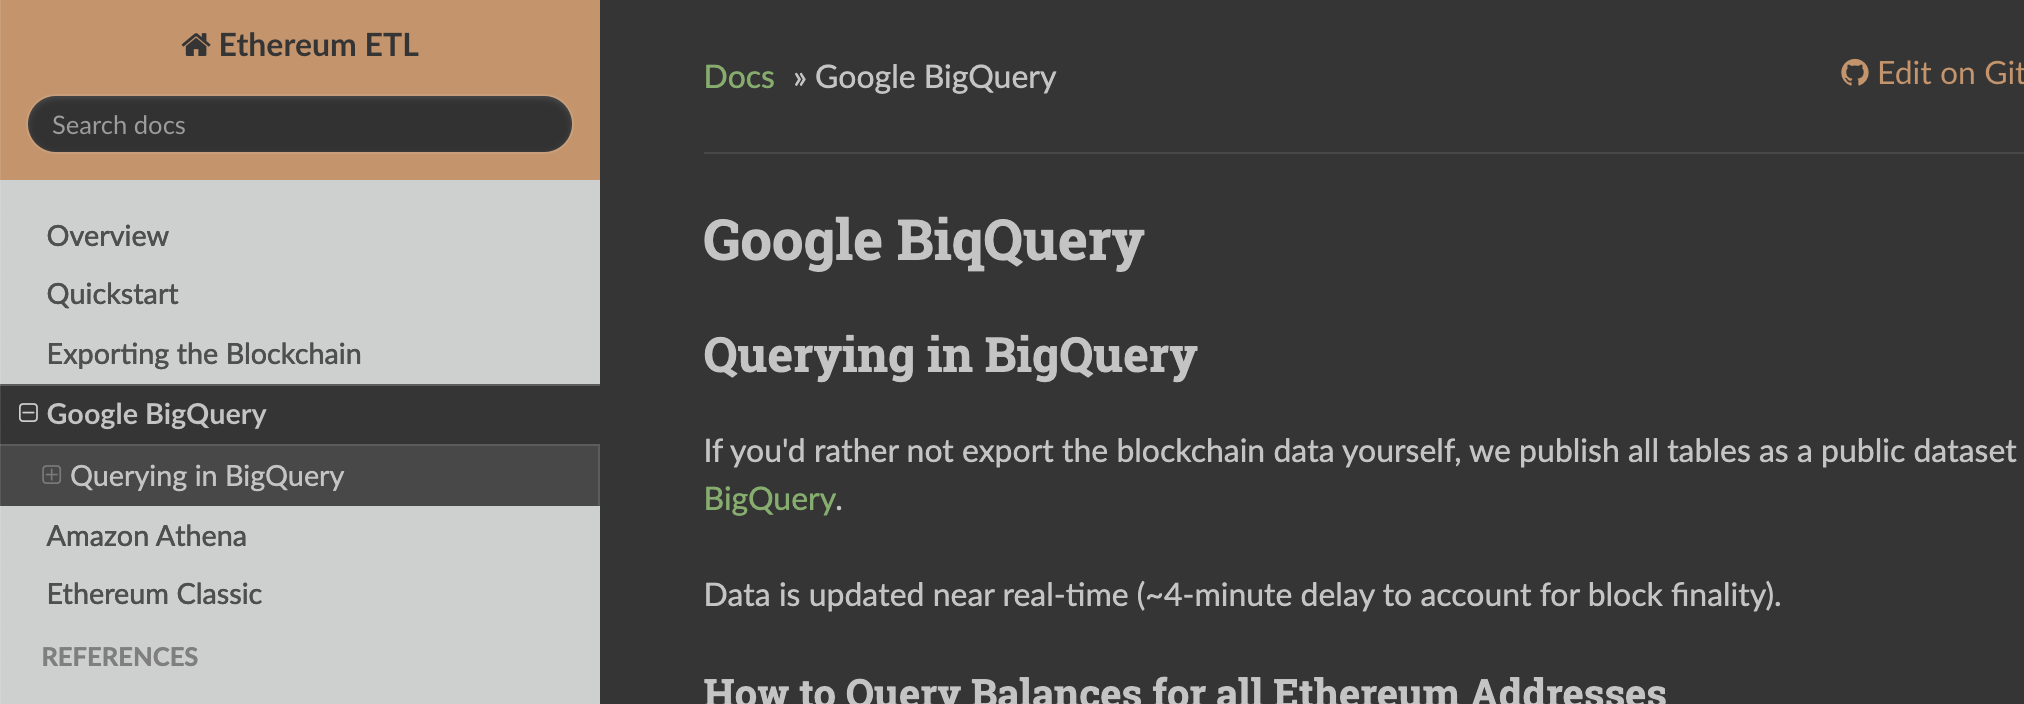 Ethereum ETL
Search docs
Overview
Quickstart
Exporting the Blockchain
Google BigQuery
Querying in BigQuery
Amazon Athena
Ethereum Classic
REFERENCES
Docs » Google BigQuery
Edit on Git
Google BiqQuery
Querying in BigQuery
If you'd rather not export the blockchain data yourself, we publish all tables as a public dataset
BigQuery.
Data is updated near real-time (~4-minute delay to account for block finality).
How to Query Balances for all Ethereum Addresses